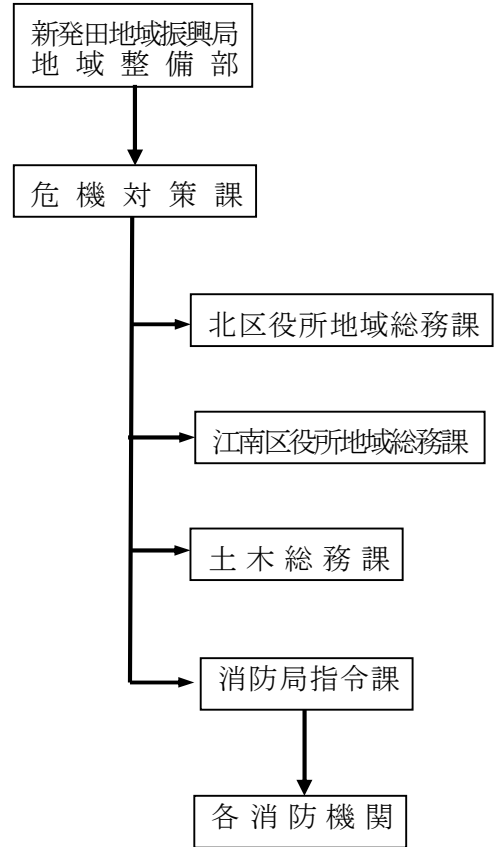 新発田地域振興局
地域整備部
危機対策課
北区役所地域総務課
江南区役所地域総務課
土木総務課
消防局指令課
各消防機関